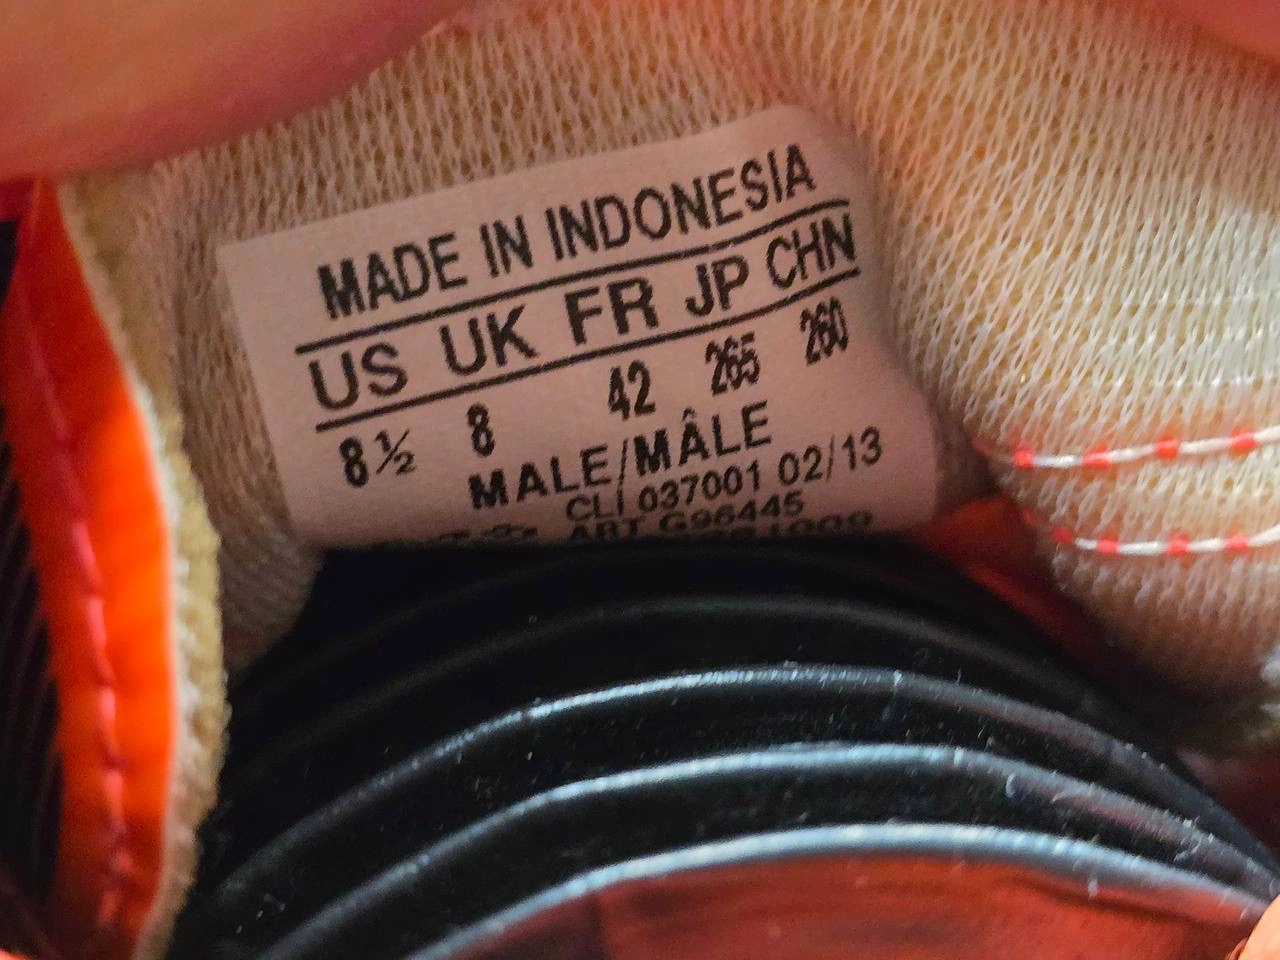 MADE IN INDONESIA
US UK FR JP CHN
8½ 8 42 265 260
MALE/MÂLE
CLI 037001 02/13
ART G96445